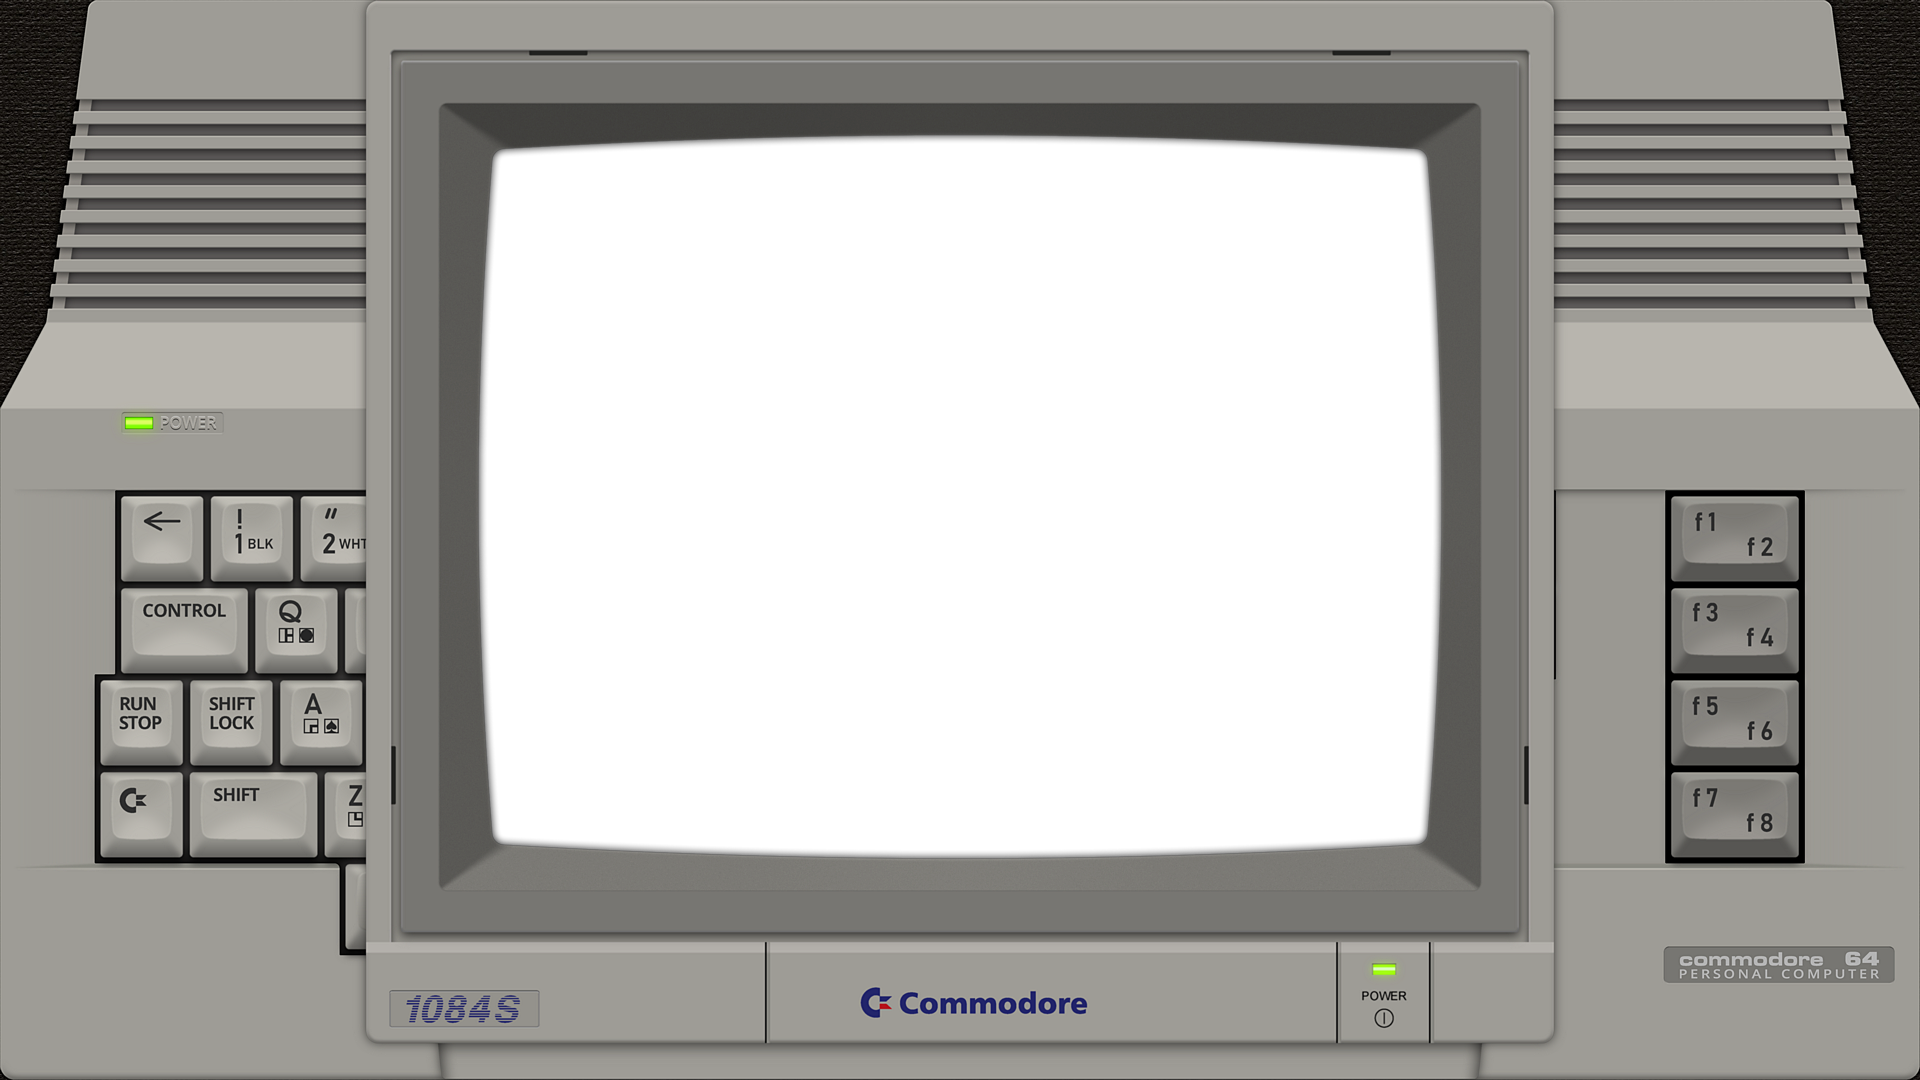 POWER
!
1 BLK
"
2 WHT
CONTROL
Q
RUN
STOP
SHIFT
LOCK
A
SHIFT
Z
f1
f2
f3
f4
f5
f6
f7
f8
1084S
Commodore
POWER
commodore 64
PERSONAL COMPUTER